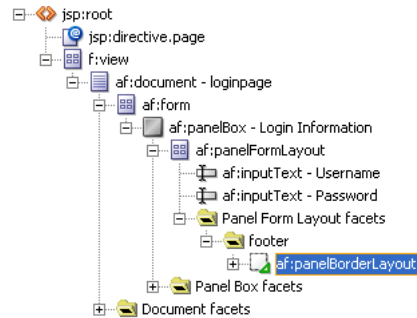 jsp:root
jsp:directive.page
f:view
af:document - loginpage
af:form
af:panelBox - Login Information
af:panelFormLayout
af:inputText - Username
af:inputText - Password
Panel Form Layout facets
footer
af:panelBorderLayout
Panel Box facets
Document facets